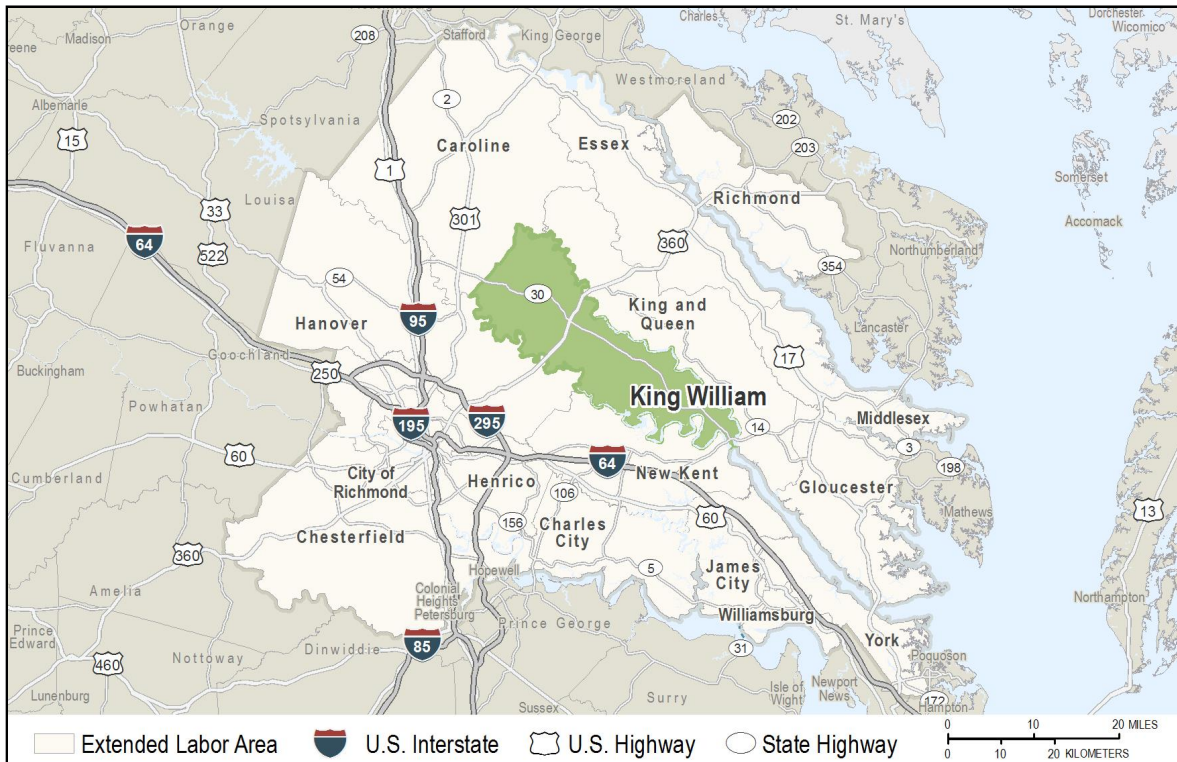 Charles
St. Mary's
Dorchester
Wicomico
Orange
Madison
Stafford
King George
208
Westmoreland
Albemarle
2
202
Spotsylvania
15
Caroline
Essex
203
1
Somerset
Louisa
Richmond
33
301
Accomack
64
Fluvanna
360
Northumberland
522
54
354
30
King and
Queen
95
Hanover
Lancaster
Goochland
17
Buckingham
250
King William
Powhatan
Middlesex
195
295
14
3
60
64
198
Cumberland
City of
Richmond
Henrico
New Kent
Gloucester
106
Mathews
156
Charles
City
60
13
Chesterfield
360
James
City
Hopewell
5
Amelia
Colonial
Heights
Petersburg
Northampton
Williamsburg
Prince George
Prince
Edward
York
85
31
Dinwiddie
Poquoson
460
Nottoway
Isle of
Wight
Newport
News
172
Lunenburg
Sussex
Surry
Hampton
Extended Labor Area
U.S. Interstate
U.S. Highway
State Highway
0 10 20 MILES
0 10 20 KILOMETERS